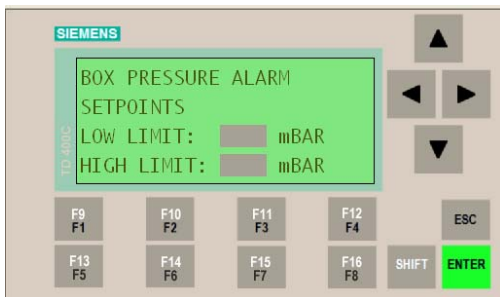 SIEMENS
BOX PRESSURE ALARM
SETPOINTS
LOW LIMIT: mBAR
HIGH LIMIT: mBAR
TD 400C
F9 F10 F11 F12
F1 F2 F3 F4 ESC
F13 F14 F15 F16
F5 F6 F7 F8 SHIFT ENTER